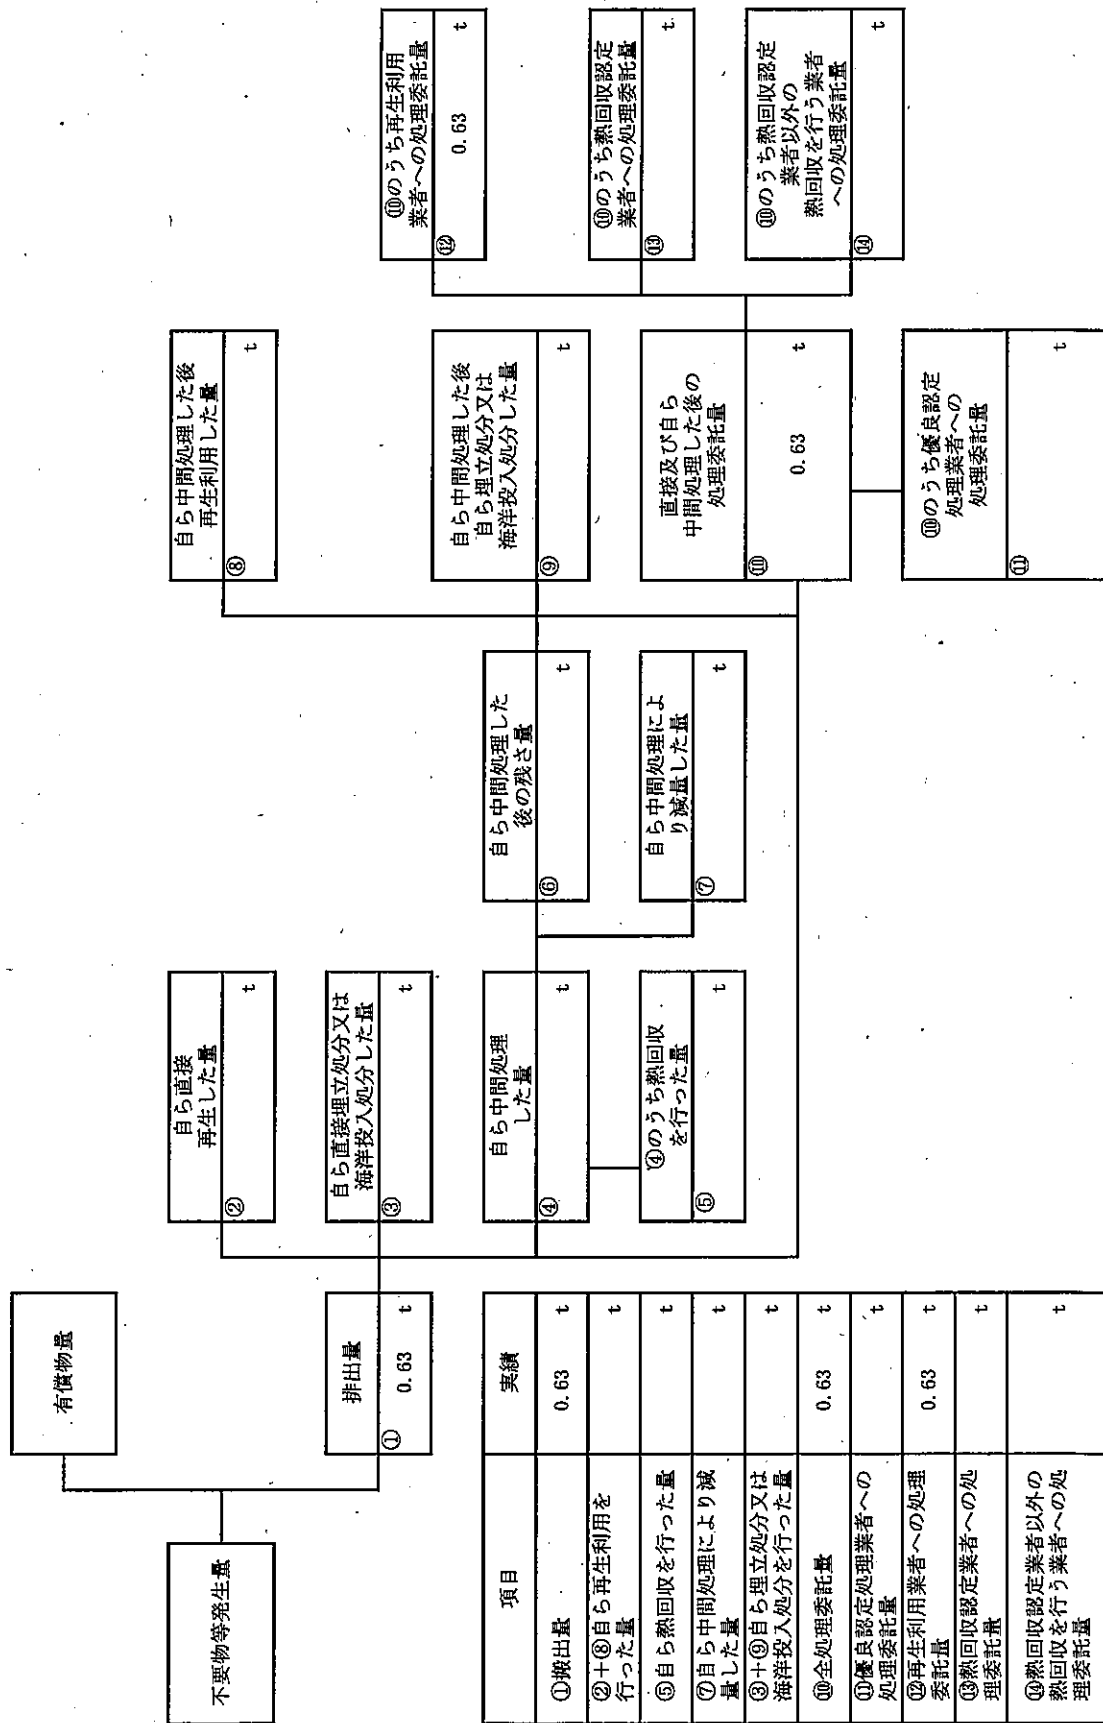 有償物量
不要物等発生量
排出量
① 0.63 t
自ら直接
再生した量
② t
自ら直接埋立処分又は
海洋投入処分した量
③ t
自ら中間処理
した量
④ t
④のうち熱回収
を行った量
⑤ t
自ら中間処理した
後の残さ量
⑥ t
自ら中間処理によ
り減量した量
⑦ t
自ら中間処理した後
再生利用した量
⑧ t
自ら中間処理した後
自ら埋立処分又は
海洋投入処分した量
⑨ t
直接及び自ら
中間処理した後の
処理委託量
⑩ 0.63 t
⑩のうち優良認定
処理業者への
処理委託量
⑪ t
⑩のうち再生利用
業者への処理委託量
⑫ 0.63 t
⑩のうち熱回収認定
業者への処理委託量
⑬ t
⑩のうち熱回収認定
業者以外の
熱回収を行う業者
への処理委託量
⑭ t
項目 実績
①搬出量 0.63 t
②+⑧自ら再生利用を
行った量 t
⑤自ら熱回収を行った量 t
⑦自ら中間処理により減
量した量 t
③+⑨自ら埋立処分又は
海洋投入処分を行った量 t
⑩全処理委託量 0.63 t
⑪優良認定処理業者への
処理委託量 t
⑫再生利用業者への処理
委託量 0.63 t
⑬熱回収認定業者への処
理委託量 t
⑭熱回収認定業者以外の
熱回収を行う業者への処
理委託量 t